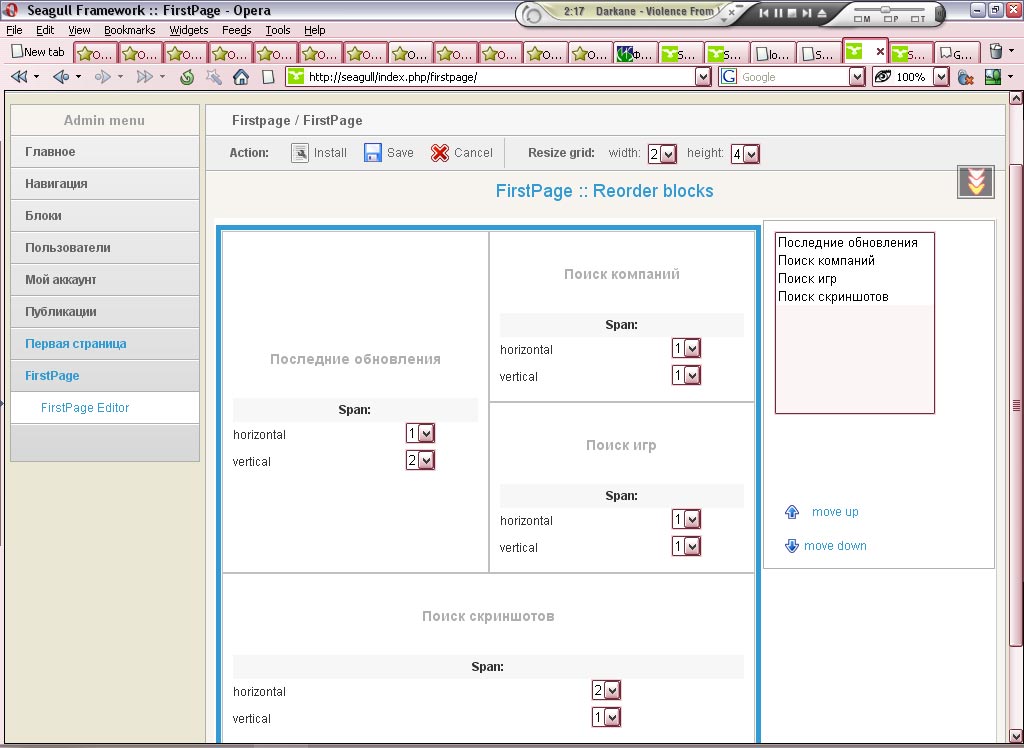 Seagull Framework :: FirstPage - Opera
2:17 Darkane - Violence From
File Edit View Bookmarks Widgets Feeds Tools Help
New tab O... O... O... O... O... O... O... O... O... O... O... O... Ф... S... S... lo... S... S... G...
http://seagull/index.php/firstpage/ Google 100%
Admin menu
Главное
Навигация
Блоки
Пользователи
Мой аккаунт
Публикации
Первая страница
FirstPage
FirstPage Editor
Firstpage / FirstPage
Action: Install Save Cancel Resize grid: width: 2 height: 4
FirstPage :: Reorder blocks
Последние обновления
Span:
horizontal 1
vertical 2
Поиск компаний
Span:
horizontal 1
vertical 1
Поиск игр
Span:
horizontal 1
vertical 1
Поиск скриншотов
Span:
horizontal 2
vertical 1
Последние обновления
Поиск компаний
Поиск игр
Поиск скриншотов
move up
move down